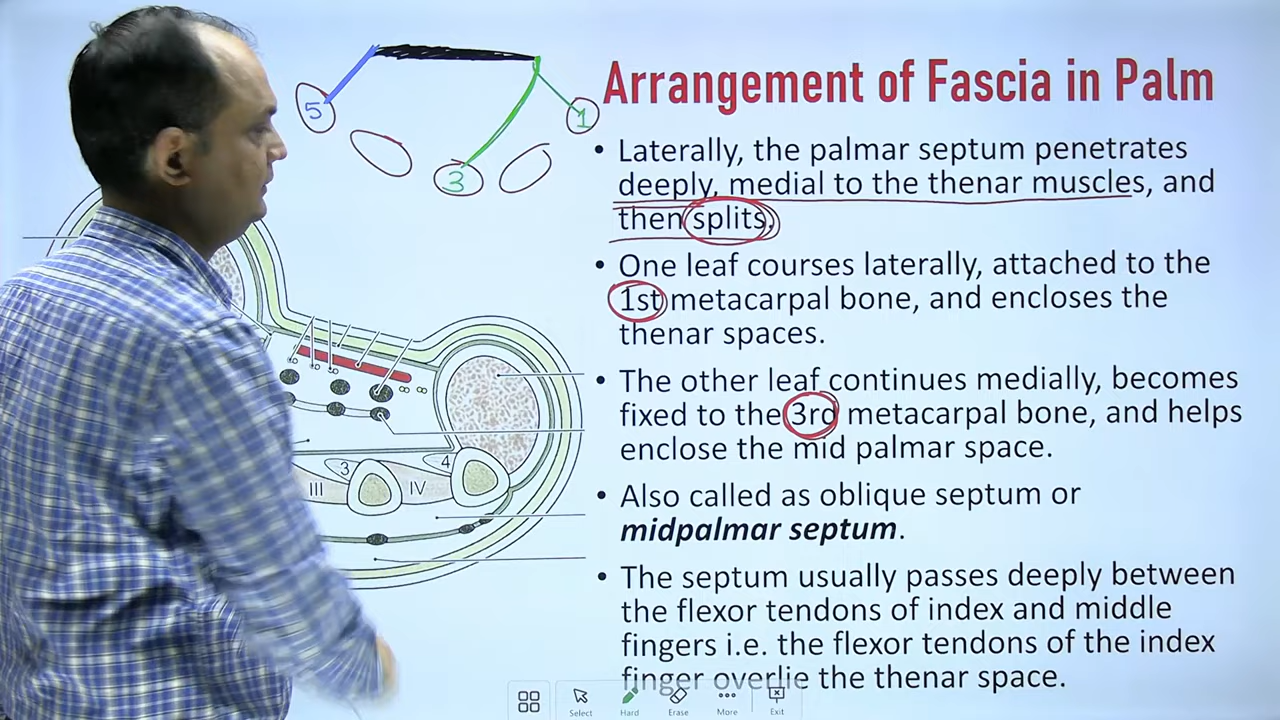 Arrangement of Fascia in Palm
5
3
1
• Laterally, the palmar septum penetrates
deeply, medial to the thenar muscles, and
then splits.
• One leaf courses laterally, attached to the
1st metacarpal bone, and encloses the
thenar spaces.
• The other leaf continues medially, becomes
fixed to the 3rd metacarpal bone, and helps
enclose the mid palmar space.
• Also called as oblique septum or
midpalmar septum.
• The septum usually passes deeply between
the flexor tendons of index and middle
fingers i.e. the flexor tendons of the index
finger overlie the thenar space.
3
4
III
IV
Select
Hard
Erase
More
Exit